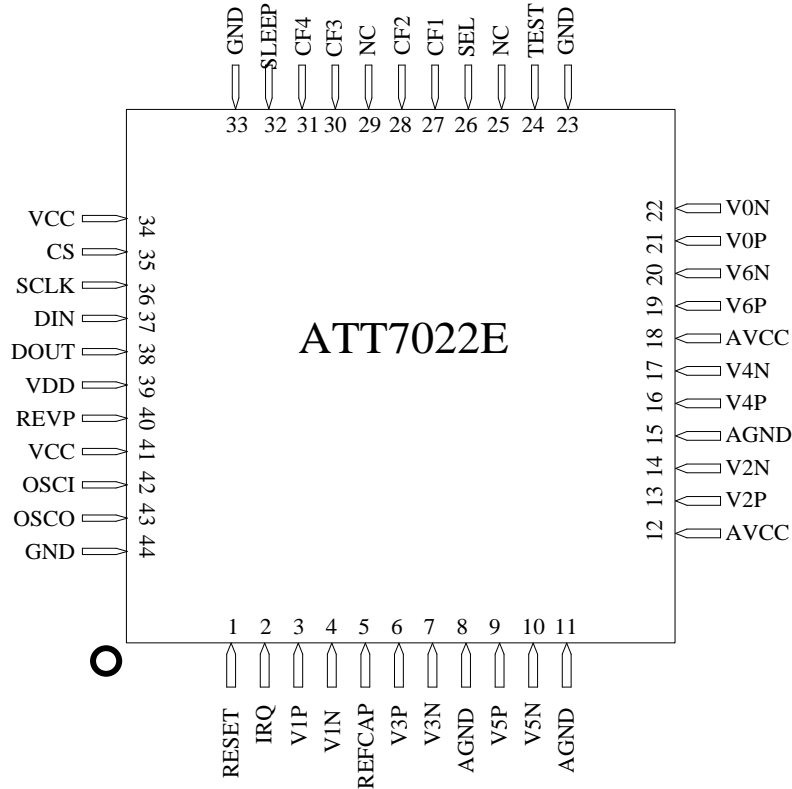 GND SLEEP CF4 CF3 NC CF2 CF1 SEL NC TEST GND
33 32 31 30 29 28 27 26 25 24 23
VCC 34
CS 35
SCLK 36
DIN 37
DOUT 38
VDD 39
REVP 40
VCC 41
OSCI 42
OSCO 43
GND 44
ATT7022E
22 V0N
21 V0P
20 V6N
19 V6P
18 AVCC
17 V4N
16 V4P
15 AGND
14 V2N
13 V2P
12 AVCC
1 2 3 4 5 6 7 8 9 10 11
RESET IRQ V1P V1N REFCAP V3P V3N AGND V5P V5N AGND